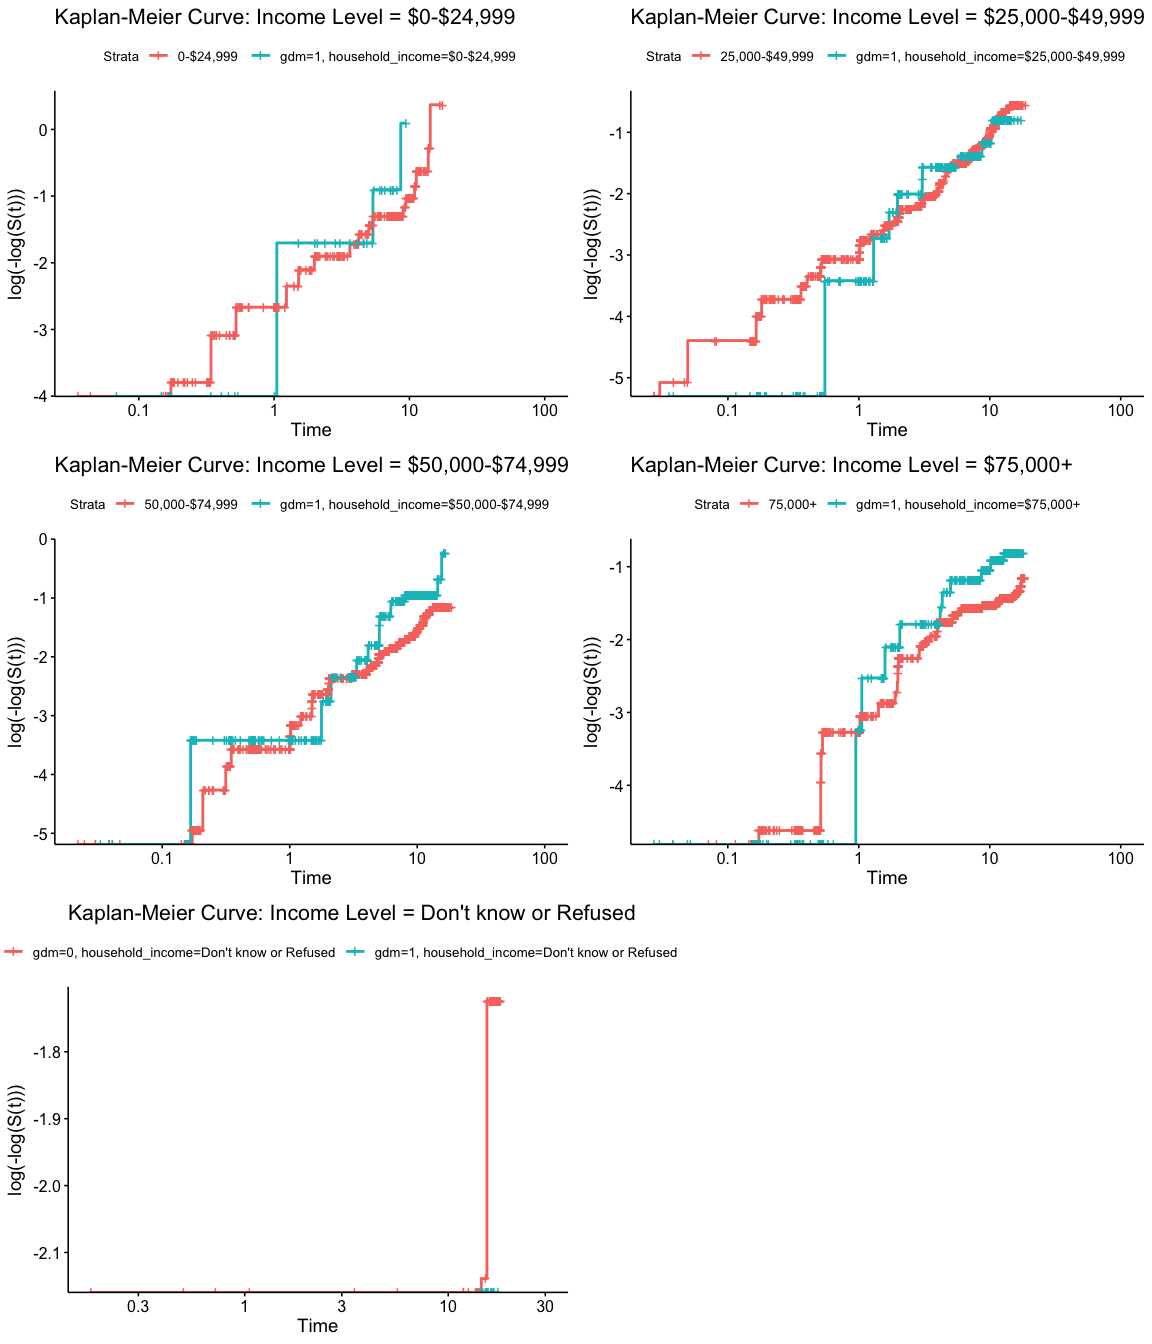 Kaplan-Meier Curve: Income Level = $0-$24,999
Strata 0-$24,999 gdm=1, household_income=$0-$24,999
log(-log(S(t)))
0
-1
-2
-3
-4
0.1 1 10 100
Time
Kaplan-Meier Curve: Income Level = $25,000-$49,999
Strata 25,000-$49,999 gdm=1, household_income=$25,000-$49,999
log(-log(S(t)))
-1
-2
-3
-4
-5
0.1 1 10 100
Time
Kaplan-Meier Curve: Income Level = $50,000-$74,999
Strata 50,000-$74,999 gdm=1, household_income=$50,000-$74,999
log(-log(S(t)))
0
-1
-2
-3
-4
-5
0.1 1 10 100
Time
Kaplan-Meier Curve: Income Level = $75,000+
Strata 75,000+ gdm=1, household_income=$75,000+
log(-log(S(t)))
-1
-2
-3
-4
0.1 1 10 100
Time
Kaplan-Meier Curve: Income Level = Don't know or Refused
gdm=0, household_income=Don't know or Refused gdm=1, household_income=Don't know or Refused
log(-log(S(t)))
-1.8
-1.9
-2.0
-2.1
0.3 1 3 10 30
Time